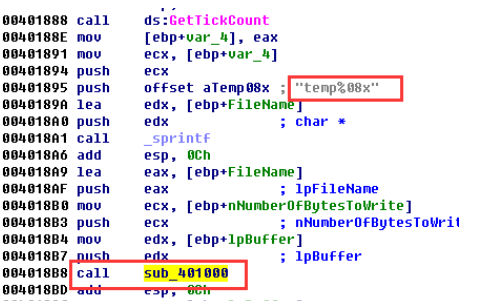 00401888 call ds:GetTickCount
0040188E mov [ebp+var_4], eax
00401891 mov ecx, [ebp+var_4]
00401894 push ecx
00401895 push offset aTemp08x ; "temp%08x"
0040189A lea edx, [ebp+FileName]
004018A0 push edx ; char *
004018A1 call _sprintf
004018A6 add esp, 0Ch
004018A9 lea eax, [ebp+FileName]
004018AF push eax ; lpFileName
004018B0 mov ecx, [ebp+nNumberOfBytesToWrite]
004018B3 push ecx ; nNumberOfBytesToWrit
004018B4 mov edx, [ebp+lpBuffer]
004018B7 push edx ; lpBuffer
004018B8 call sub_401000
004018BD add esp, 0Ch